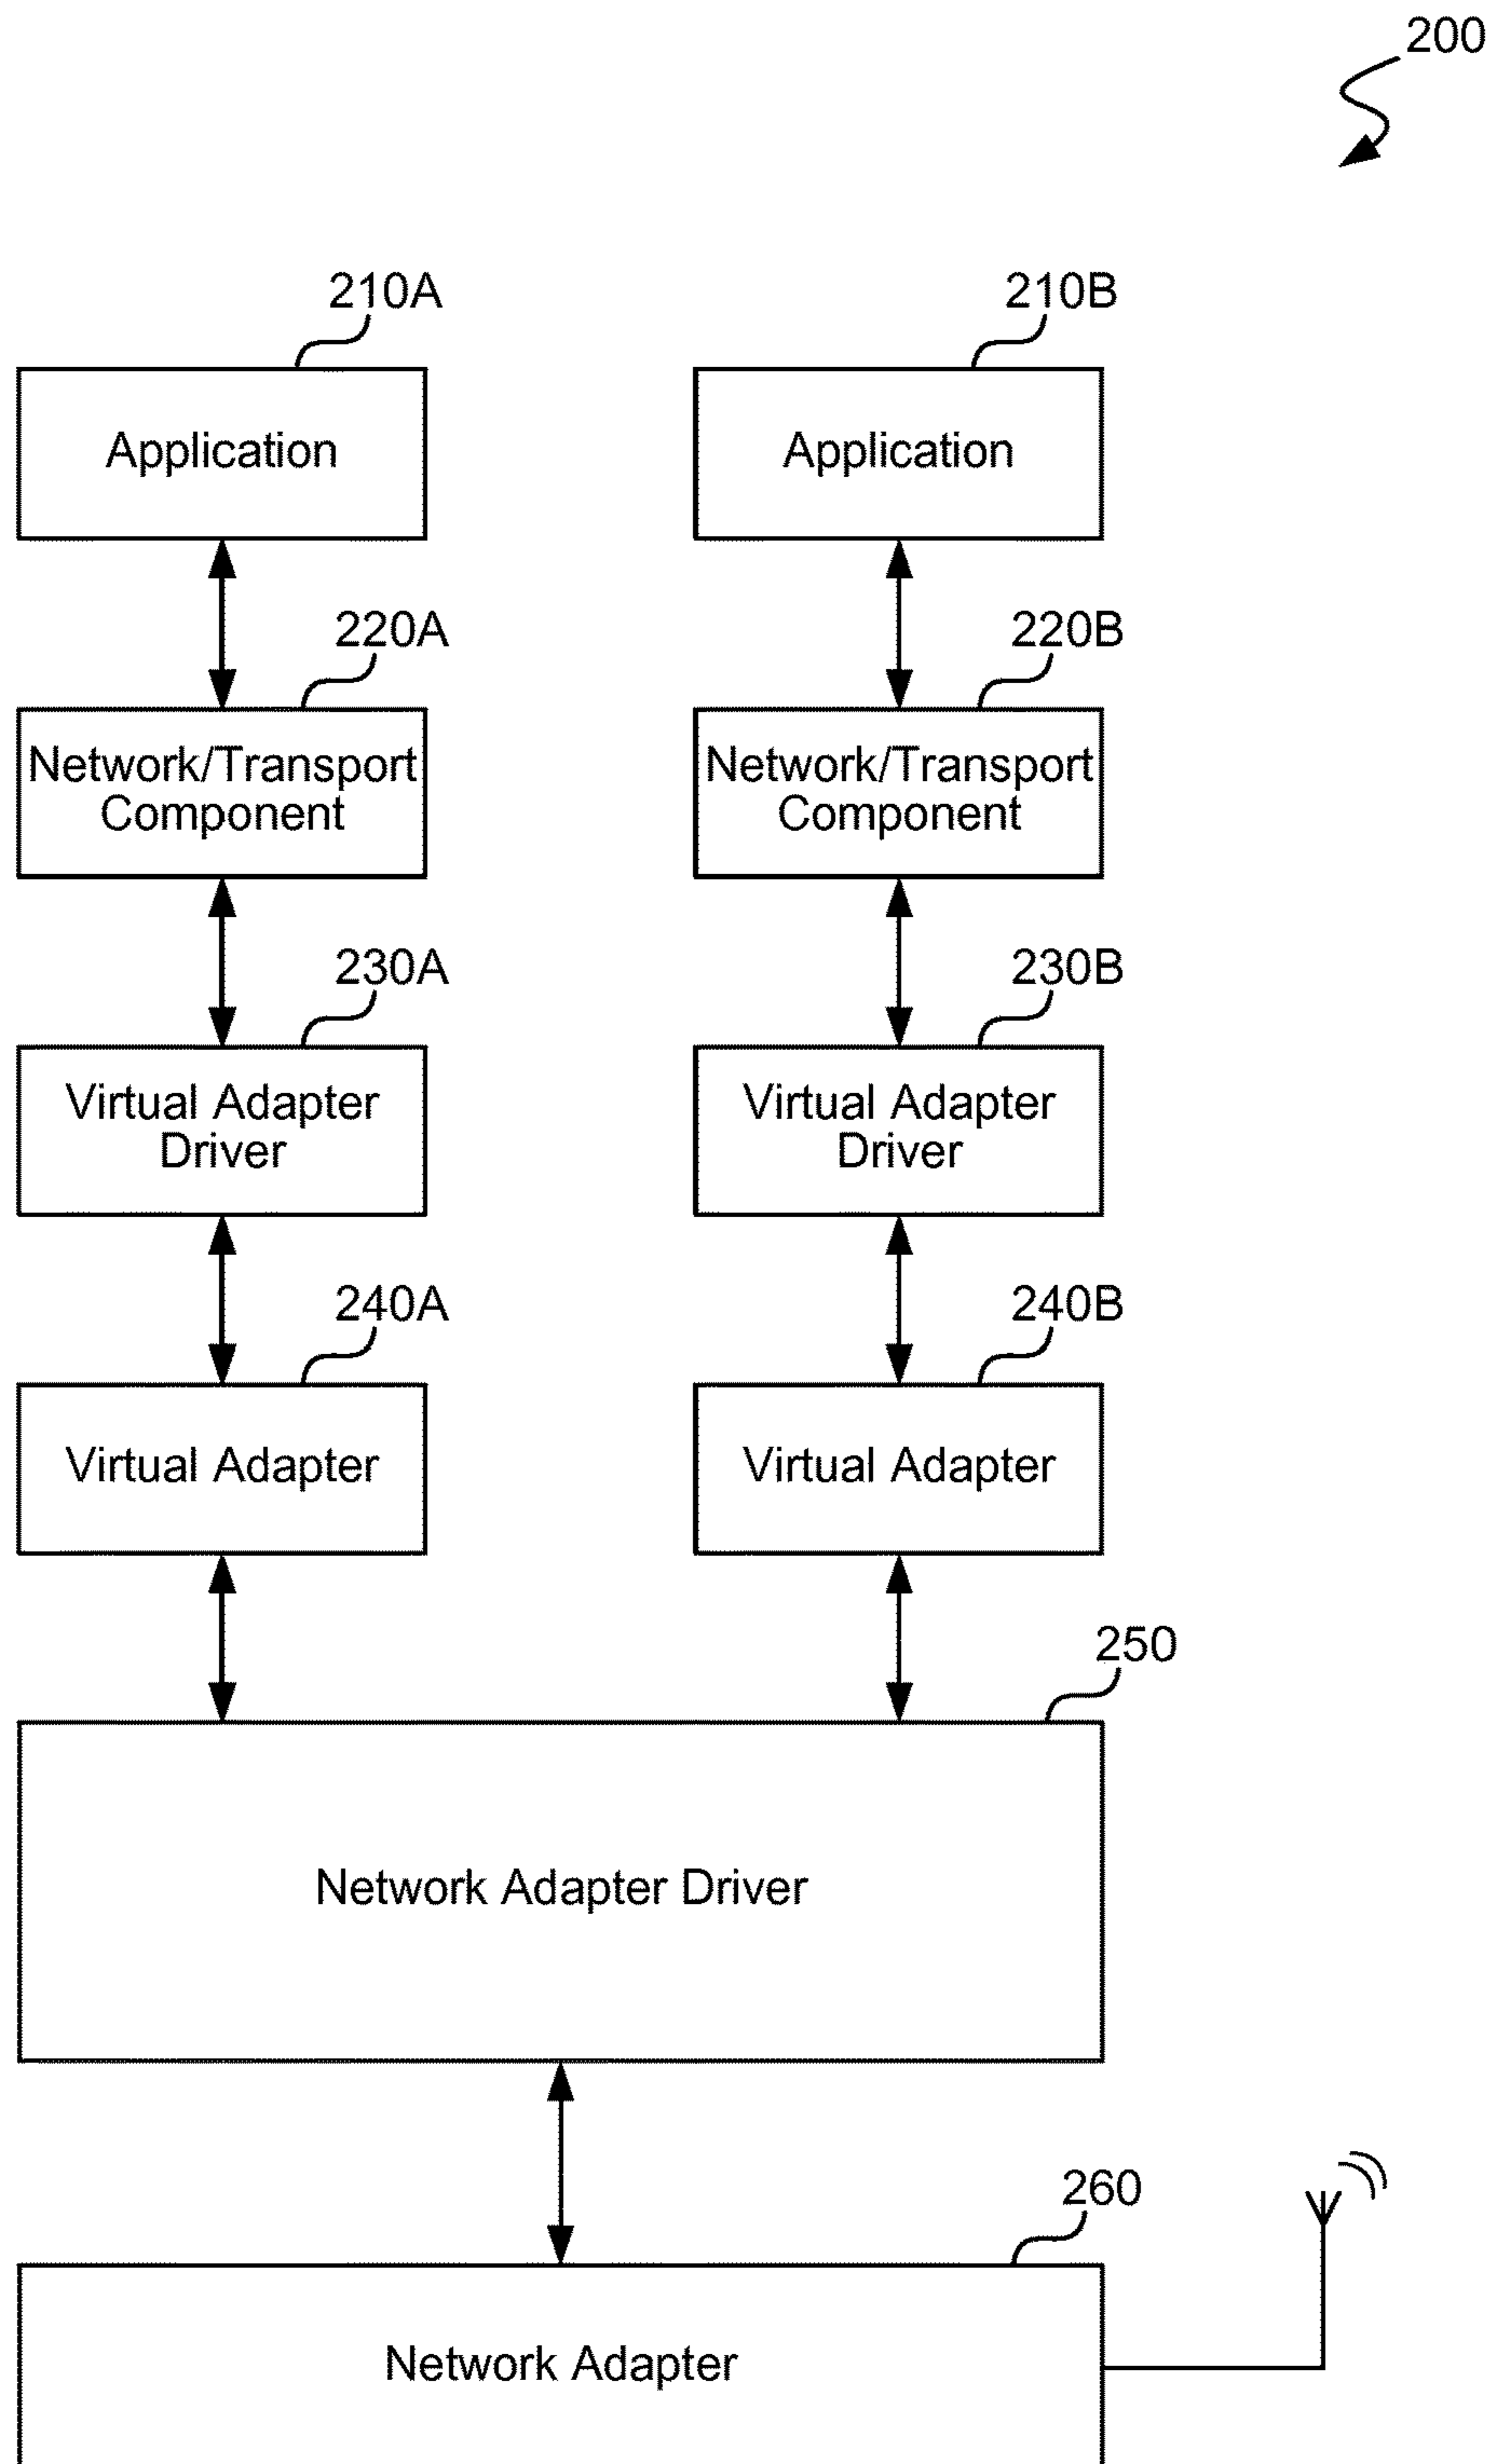 200
210A
210B
Application
Application
220A
220B
Network/Transport
Component
Network/Transport
Component
230A
230B
Virtual Adapter
Driver
Virtual Adapter
Driver
240A
240B
Virtual Adapter
Virtual Adapter
250
Network Adapter Driver
260
Network Adapter